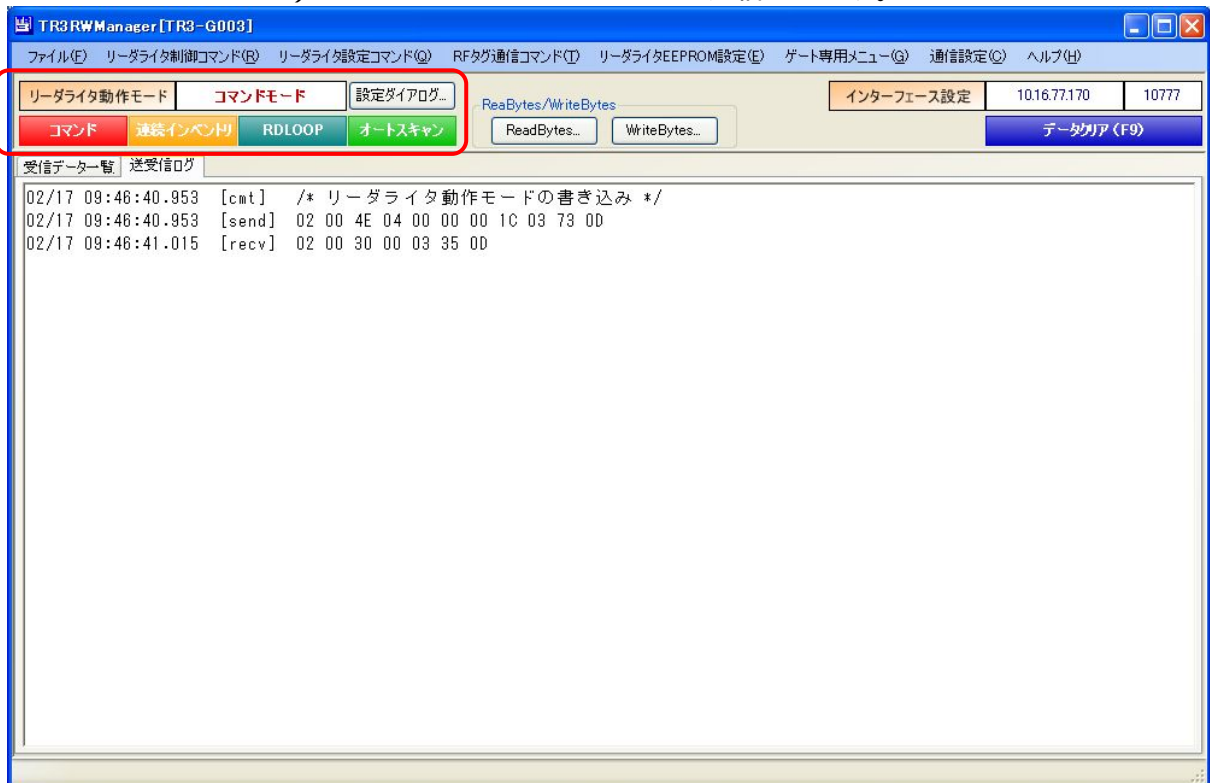 TR3RWManager[TR3-G003]
ファイル(F) リーダライタ制御コマンド(R) リーダライタ設定コマンド(Q) RFタグ通信コマンド(T) リーダライタEEPROM設定(E) ゲート専用メニュー(G) 通信設定(C) ヘルプ(H)
リーダライタ動作モード コマンドモード 設定ダイアログ... ReaBytes/WriteBytes インターフェース設定 10.16.77.170 10777
コマンド 連続インベントリ RDLOOP オートスキャン ReadBytes... WriteBytes... データクリア (F9)
受信データ一覧 送受信ログ
02/17 09:46:40.953 [cmt] /* リーダライタ動作モードの書き込み */
02/17 09:46:40.953 [send] 02 00 4E 04 00 00 00 1C 03 73 0D
02/17 09:46:41.015 [recv] 02 00 30 00 03 35 0D